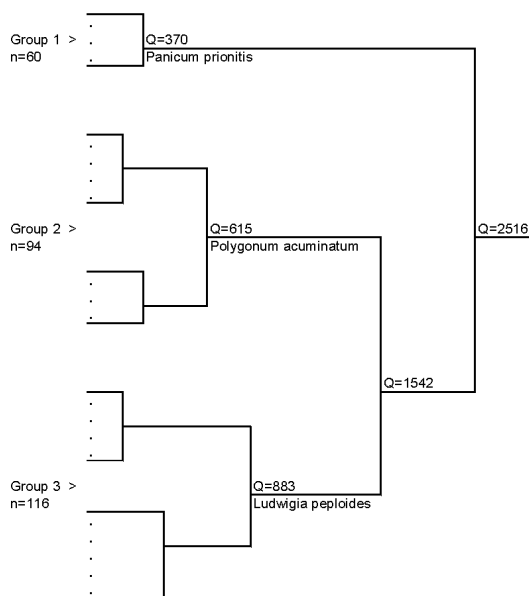 Group 1 >
n=60
Q=370
Panicum prionitis
Group 2 >
n=94
Q=615
Polygonum acuminatum
Q=2516
Q=1542
Group 3 >
n=116
Q=883
Ludwigia peploides